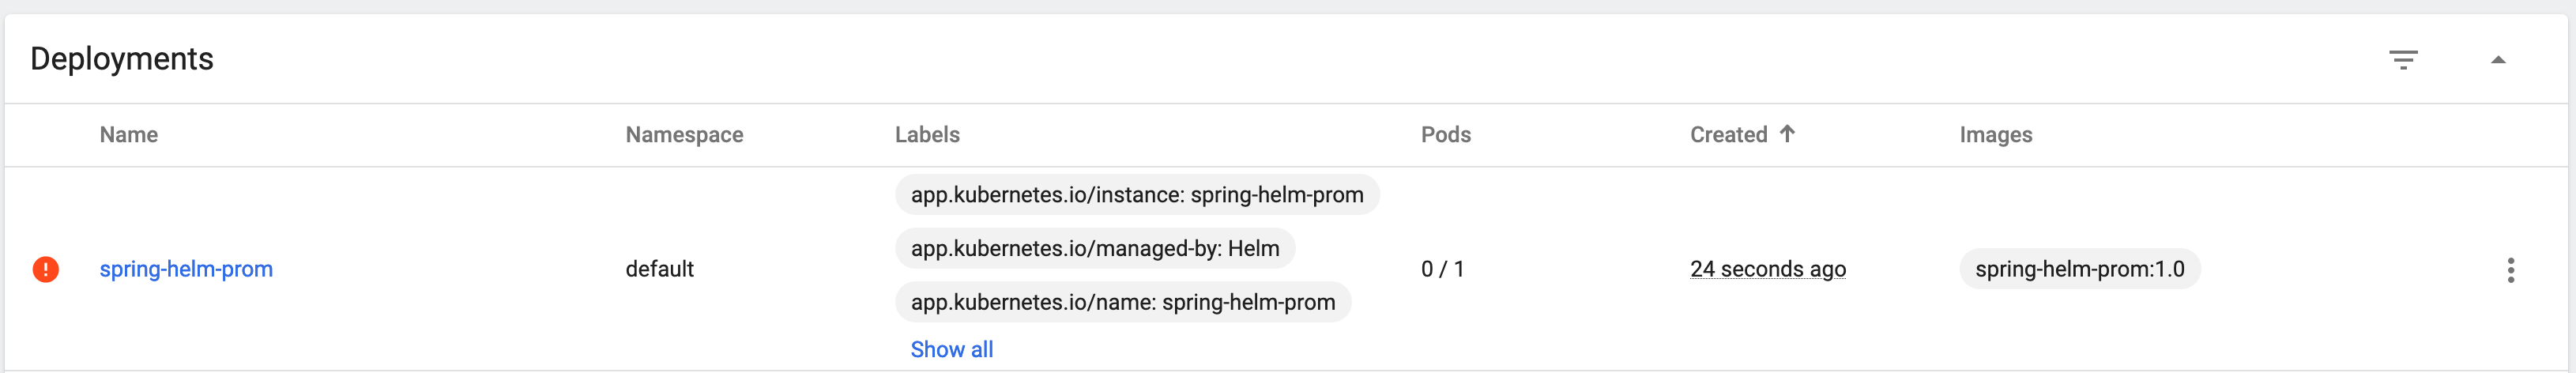 Deployments
Name Namespace Labels Pods Created Images
app.kubernetes.io/instance: spring-helm-prom
app.kubernetes.io/managed-by: Helm
spring-helm-prom default 0 / 1 24 seconds ago spring-helm-prom:1.0
app.kubernetes.io/name: spring-helm-prom
Show all